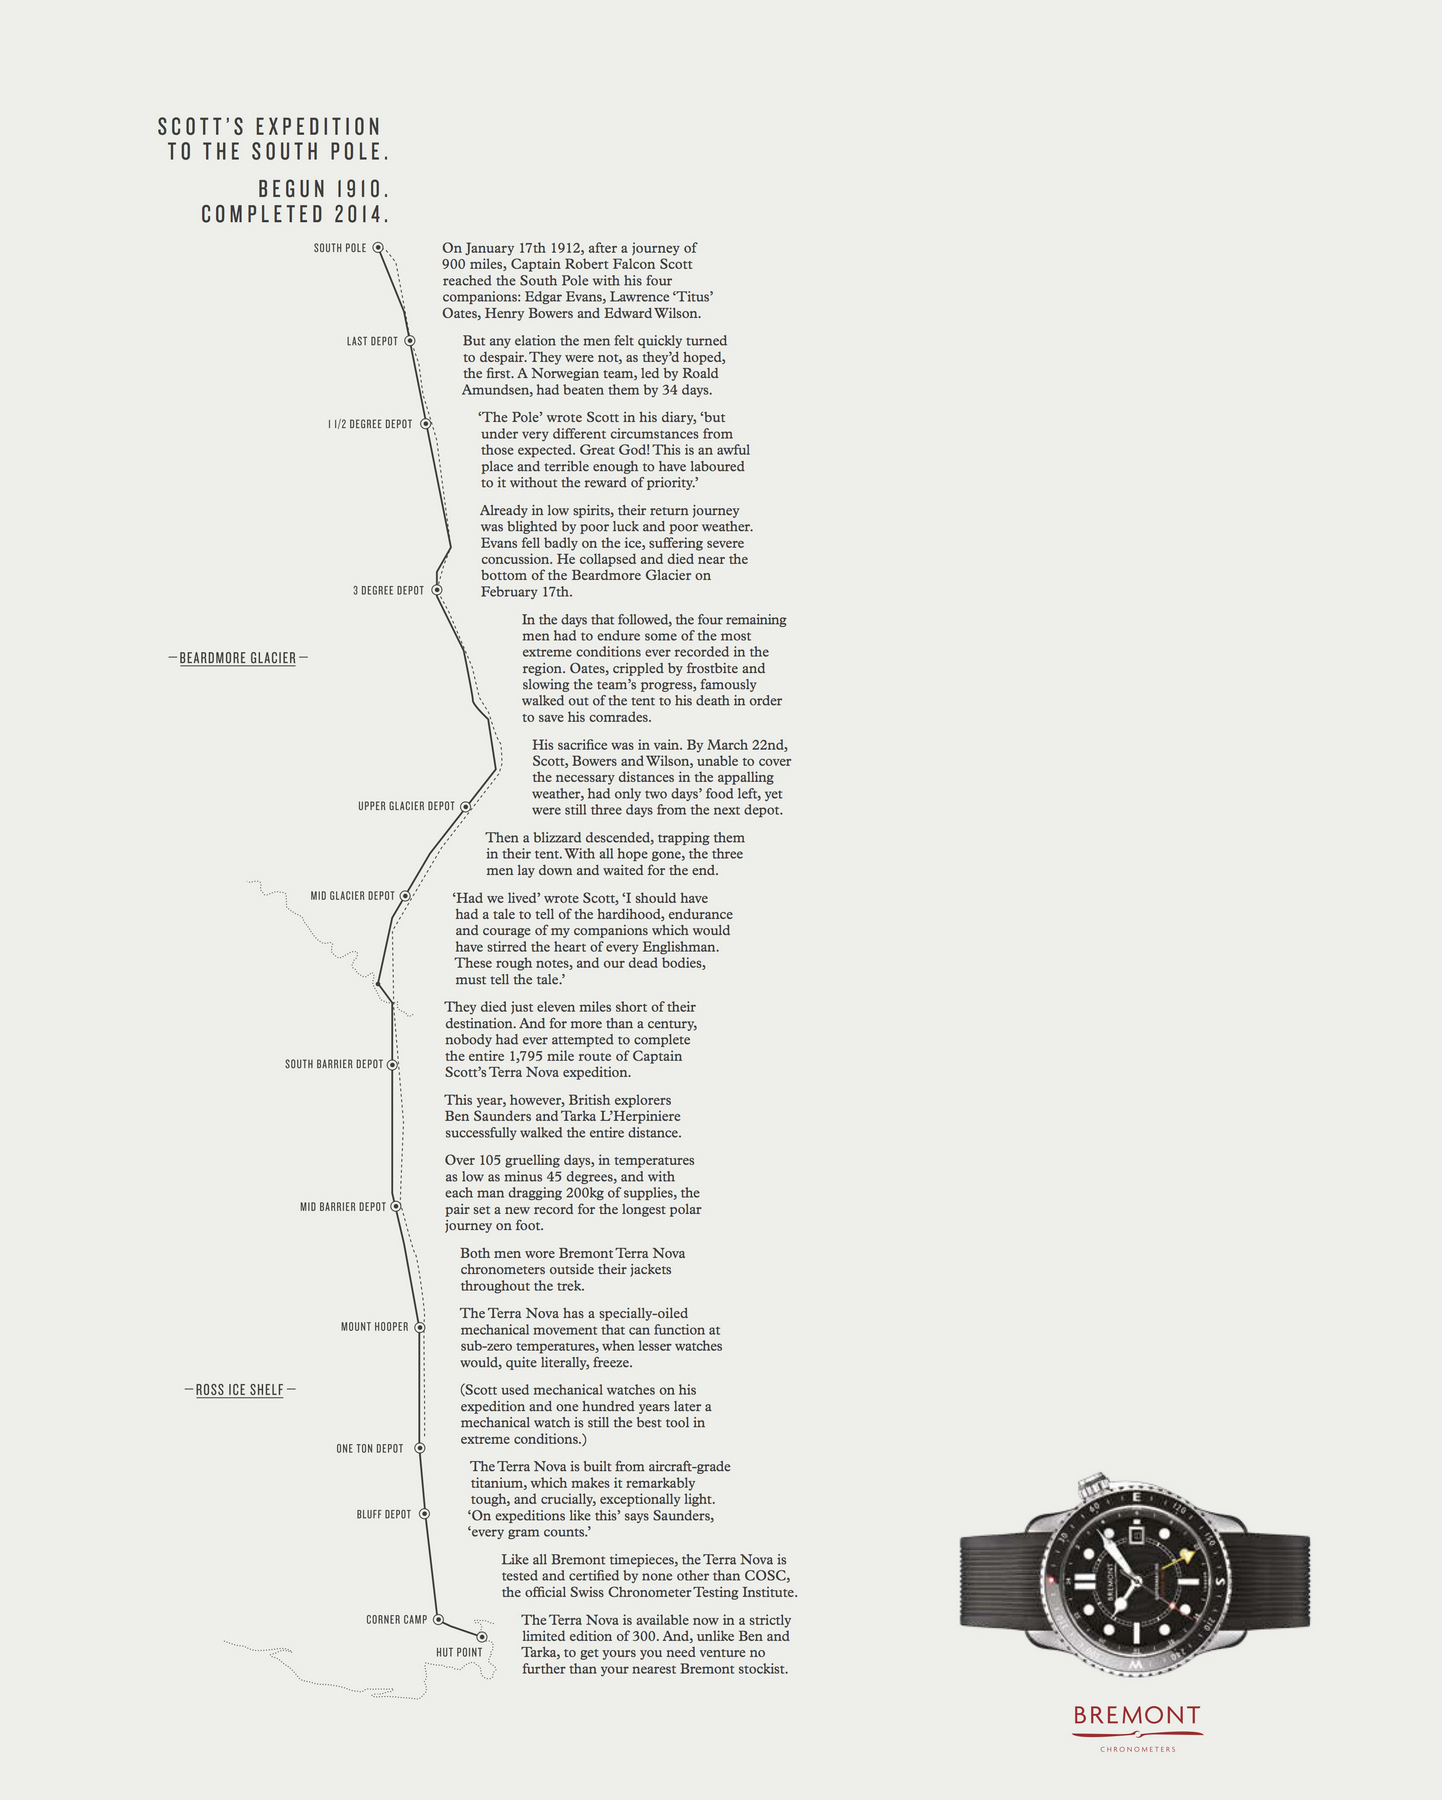 SCOTT'S EXPEDITION
TO THE SOUTH POLE.
BEGUN 1910.
COMPLETED 2014.
SOUTH POLE
LAST DEPOT
1 1/2 DEGREE DEPOT
3 DEGREE DEPOT
—BEARDMORE GLACIER—
UPPER GLACIER DEPOT
MID GLACIER DEPOT
SOUTH BARRIER DEPOT
MID BARRIER DEPOT
MOUNT HOOPER
—ROSS ICE SHELF—
ONE TON DEPOT
BLUFF DEPOT
CORNER CAMP
HUT POINT
On January 17th 1912, after a journey of
900 miles, Captain Robert Falcon Scott
reached the South Pole with his four
companions: Edgar Evans, Lawrence ‘Titus’
Oates, Henry Bowers and Edward Wilson.
But any elation the men felt quickly turned
to despair. They were not, as they’d hoped,
the first. A Norwegian team, led by Roald
Amundsen, had beaten them by 34 days.
‘The Pole’ wrote Scott in his diary, ‘but
under very different circumstances from
those expected. Great God! This is an awful
place and terrible enough to have laboured
to it without the reward of priority.’
Already in low spirits, their return journey
was blighted by poor luck and poor weather.
Evans fell badly on the ice, suffering severe
concussion. He collapsed and died near the
bottom of the Beardmore Glacier on
February 17th.
In the days that followed, the four remaining
men had to endure some of the most
extreme conditions ever recorded in the
region. Oates, crippled by frostbite and
slowing the team’s progress, famously
walked out of the tent to his death in order
to save his comrades.
His sacrifice was in vain. By March 22nd,
Scott, Bowers and Wilson, unable to cover
the necessary distances in the appalling
weather, had only two days’ food left, yet
were still three days from the next depot.
Then a blizzard descended, trapping them
in their tent. With all hope gone, the three
men lay down and waited for the end.
‘Had we lived’ wrote Scott, ‘I should have
had a tale to tell of the hardihood, endurance
and courage of my companions which would
have stirred the heart of every Englishman.
These rough notes, and our dead bodies,
must tell the tale.’
They died just eleven miles short of their
destination. And for more than a century,
nobody had ever attempted to complete
the entire 1,795 mile route of Captain
Scott’s Terra Nova expedition.
This year, however, British explorers
Ben Saunders and Tarka L’Herpiniere
successfully walked the entire distance.
Over 105 gruelling days, in temperatures
as low as minus 45 degrees, and with
each man dragging 200kg of supplies, the
pair set a new record for the longest polar
journey on foot.
Both men wore Bremont Terra Nova
chronometers outside their jackets
throughout the trek.
The Terra Nova has a specially-oiled
mechanical movement that can function at
sub-zero temperatures, when lesser watches
would, quite literally, freeze.
(Scott used mechanical watches on his
expedition and one hundred years later a
mechanical watch is still the best tool in
extreme conditions.)
The Terra Nova is built from aircraft-grade
titanium, which makes it remarkably
tough, and crucially, exceptionally light.
‘On expeditions like this’ says Saunders,
‘every gram counts.’
Like all Bremont timepieces, the Terra Nova is
tested and certified by none other than COSC,
the official Swiss Chronometer Testing Institute.
The Terra Nova is available now in a strictly
limited edition of 300. And, unlike Ben and
Tarka, to get yours you need venture no
further than your nearest Bremont stockist.
60
E
120
150
S
210
240
W
30
BREMONT
BREMONT
CHRONOMETERS